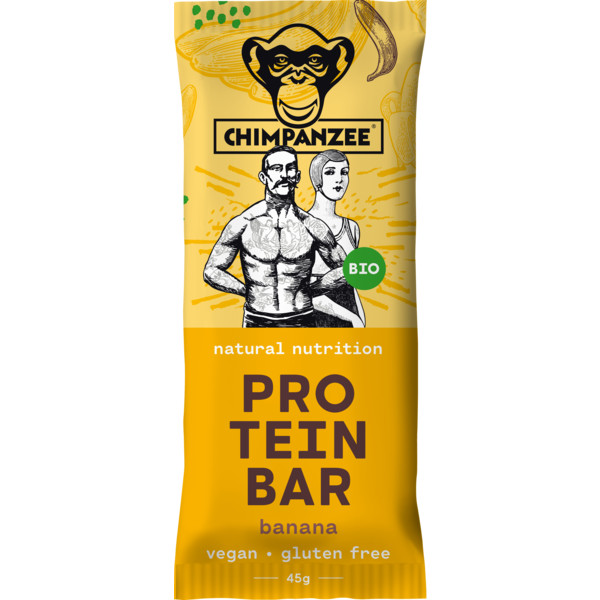 CHIMPANZEE®
BIO
natural nutrition
PRO
TEIN
BAR
banana
vegan • gluten free
45g